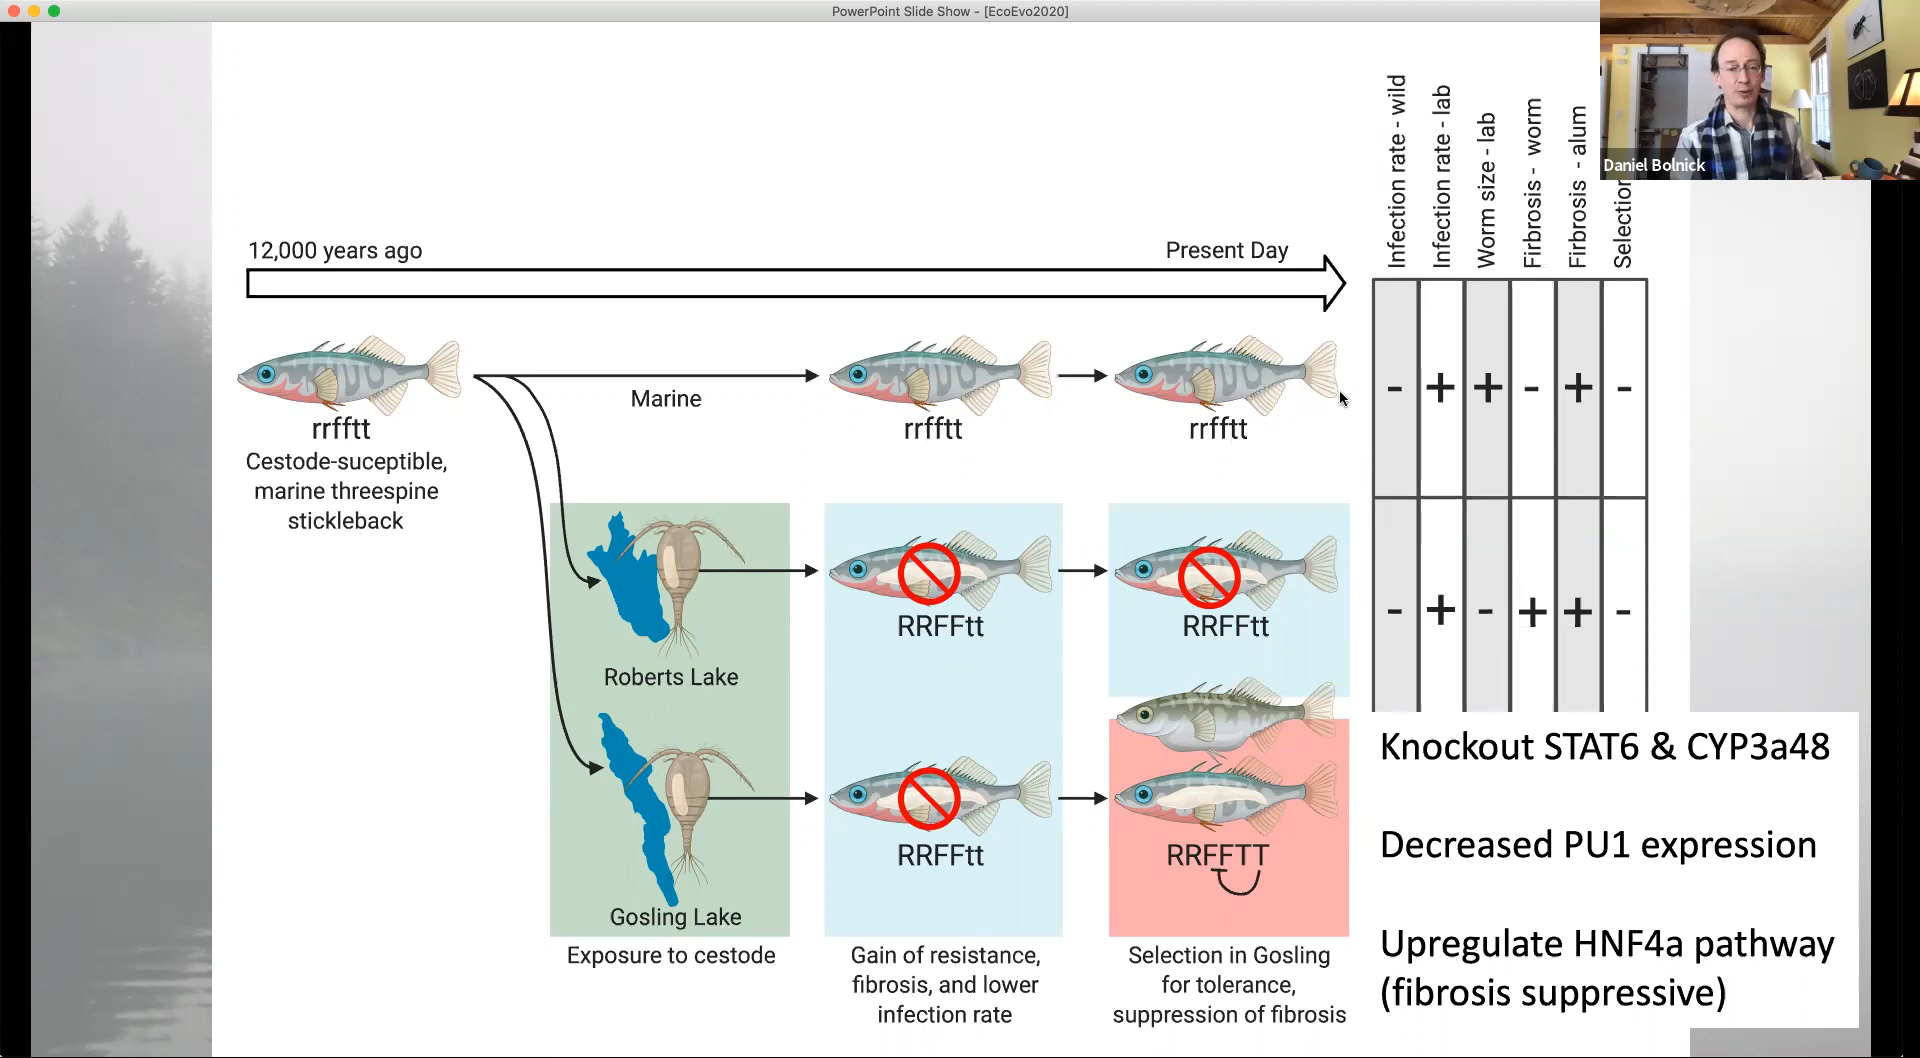 PowerPoint Slide Show - [EcoEvo2020]
Daniel Bolnick
Infection rate - wild
Infection rate - lab
Worm size - lab
Firbrosis - worm
Firbrosis - alum
Selection
12,000 years ago
Present Day
Marine
rrfftt
rrfftt
rrfftt
Cestode-suceptible,
marine threespine
stickleback
- + + - + -
RRFFtt
RRFFtt
- + - + + -
Roberts Lake
Knockout STAT6 & CYP3a48
Decreased PU1 expression
RRFFtt
RRFFTT
Gosling Lake
Upregulate HNF4a pathway
(fibrosis suppressive)
Exposure to cestode
Gain of resistance,
fibrosis, and lower
infection rate
Selection in Gosling
for tolerance,
suppression of fibrosis